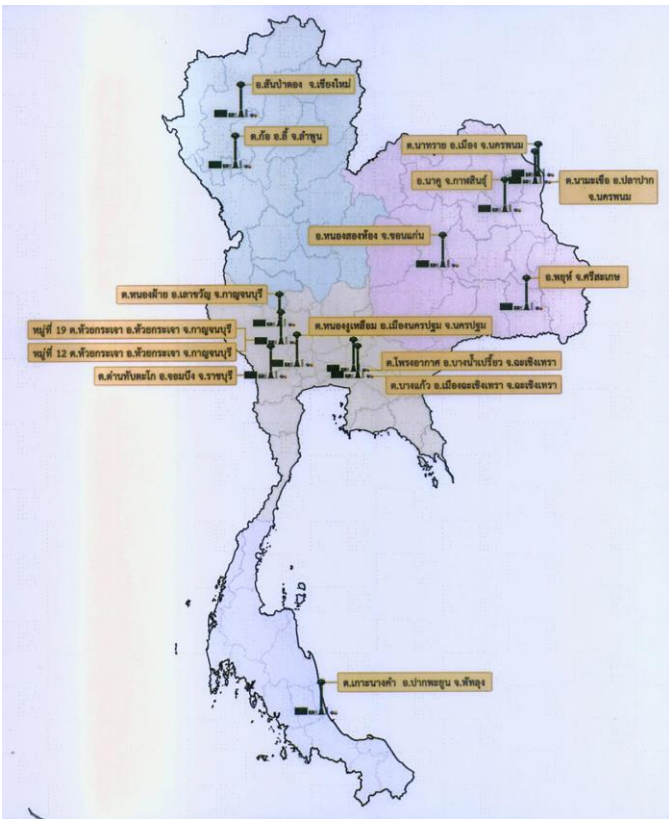 อ.สันป่าตอง จ.เชียงใหม่
ต.ก้อ อ.ลี้ จ.ลำพูน
ต.นาทราย อ.เมือง จ.นครพนม
อ.นาคู จ.กาฬสินธุ์
ต.นามะเขือ อ.ปลาปาก
จ.นครพนม
อ.หนองสองห้อง จ.ขอนแก่น
อ.พยุห์ จ.ศรีสะเกษ
ต.หนองฝ้าย อ.เลาขวัญ จ.กาญจนบุรี
หมู่ที่ 19 ต.ห้วยกระเจา อ.ห้วยกระเจา จ.กาญจนบุรี
ต.หนองงูเหลือม อ.เมืองนครปฐม จ.นครปฐม
หมู่ที่ 12 ต.ห้วยกระเจา อ.ห้วยกระเจา จ.กาญจนบุรี
ต.โพรงอากาศ อ.บางน้ำเปรี้ยว จ.ฉะเชิงเทรา
ต.ด่านทับตะโก อ.จอมบึง จ.ราชบุรี
ต.บางแก้ว อ.เมืองฉะเชิงเทรา จ.ฉะเชิงเทรา
ต.เกาะนางคำ อ.ปากพะยูน จ.พัทลุง